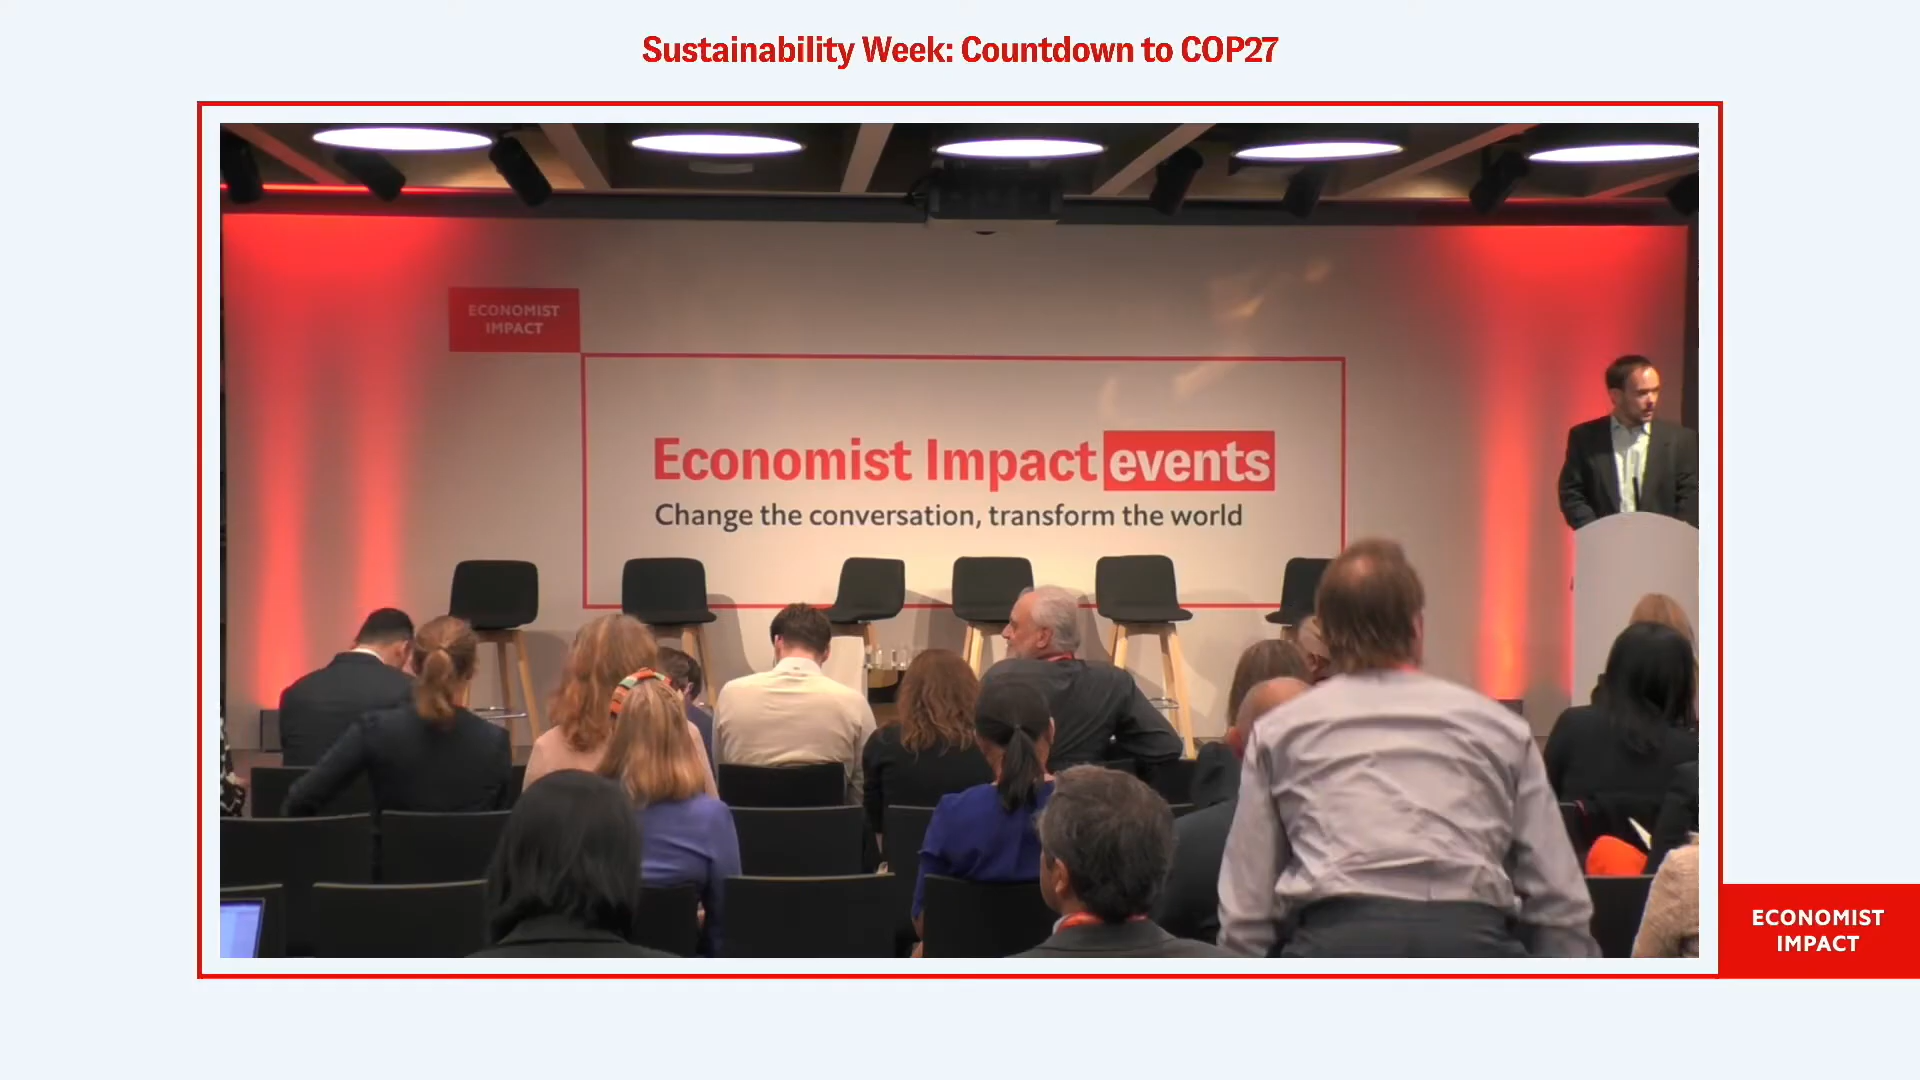 Sustainability Week: Countdown to COP27
ECONOMIST
IMPACT
Economist Impact events
Change the conversation, transform the world
ECONOMIST
IMPACT